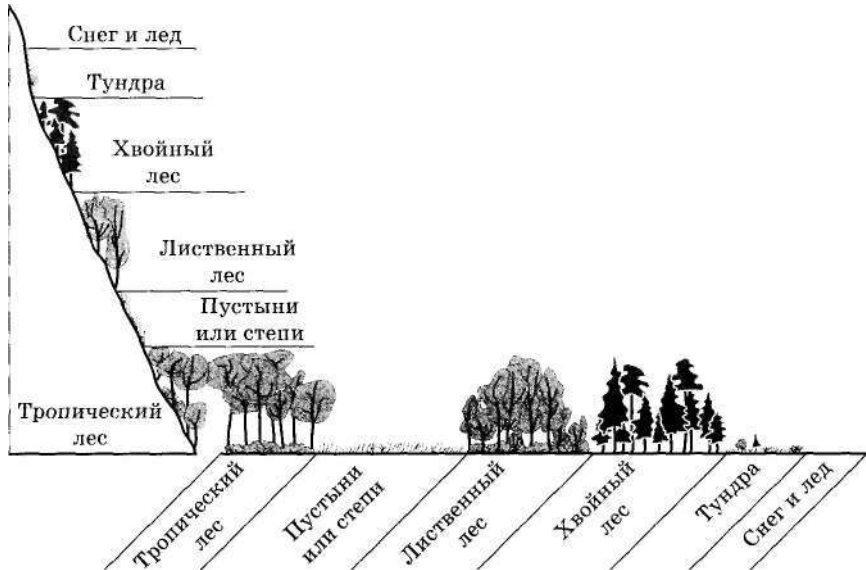 Снег и лед
Тундра
Хвойный
лес
Лиственный
лес
Пустыни
или степи
Тропический
лес
Тропический
лес
Пустыни
или степи
Лиственный
лес
Хвойный
лес
Тундра
Снег и лед